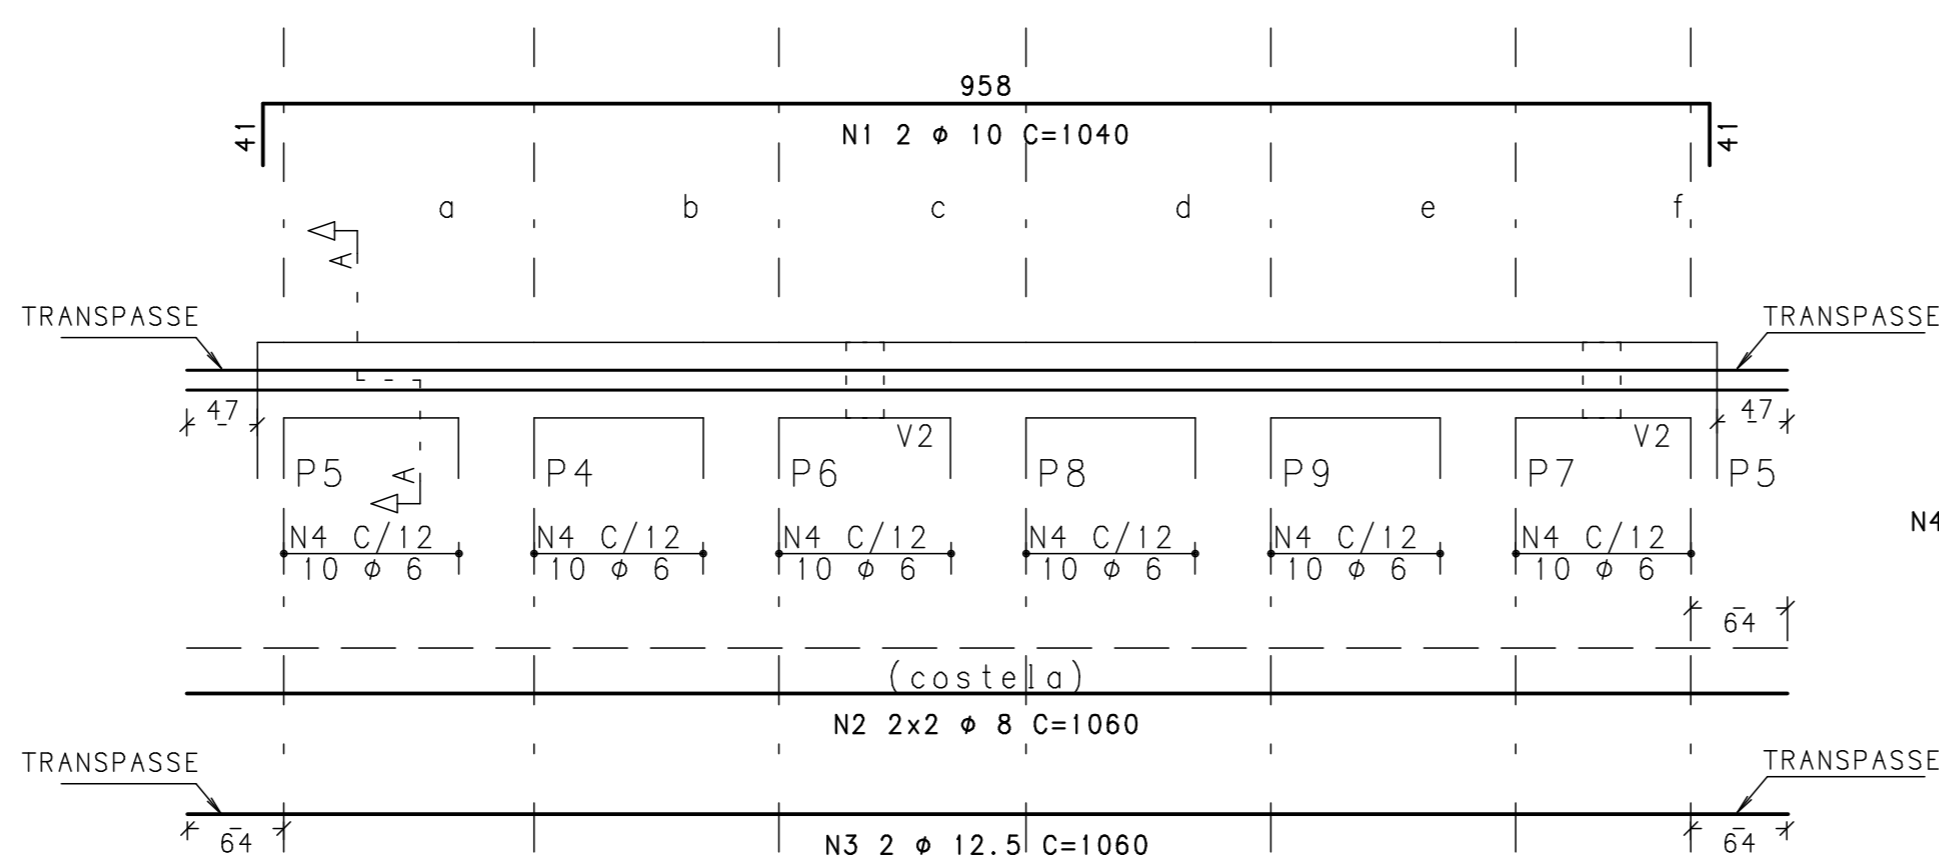 958
41
41
N1 2 ϕ 10 C=1040
a b c d e f
A
TRANSPASSE
TRANSPASSE
47
47
V2
V2
P5 P4 P6 P8 P9 P7 P5
A
N4
N4 C/12 N4 C/12 N4 C/12 N4 C/12 N4 C/12 N4 C/12
10 ϕ 6 10 ϕ 6 10 ϕ 6 10 ϕ 6 10 ϕ 6 10 ϕ 6
64
(costela)
N2 2x2 ϕ 8 C=1060
TRANSPASSE
TRANSPASSE
64
64
N3 2 ϕ 12.5 C=1060